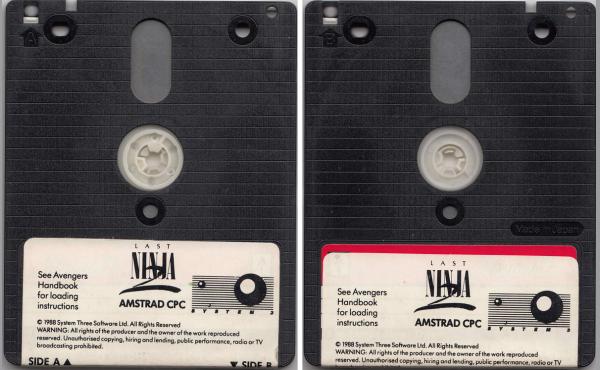 A
LAST
NINJA
2
See Avengers
Handbook
for loading
instructions
AMSTRAD CPC
SYSTEM 3
© 1988 System Three Software Ltd. All Rights Reserved
WARNING: All rights of the producer and the owner of the work reproduced
reserved. Unauthorised copying, hiring and lending, public performance, radio or TV
broadcasting prohibited.
SIDE A ▲
▼ SIDE B
B
Made in Japan
LAST
NINJA
2
See Avengers
Handbook
for loading
instructions
AMSTRAD CPC
SYSTEM 3
© 1988 System Three Software Ltd. All Rights Reserved
WARNING: All rights of the producer and the owner of the work reproduced
reserved. Unauthorised copying, hiring and lending, public performance, radio or TV